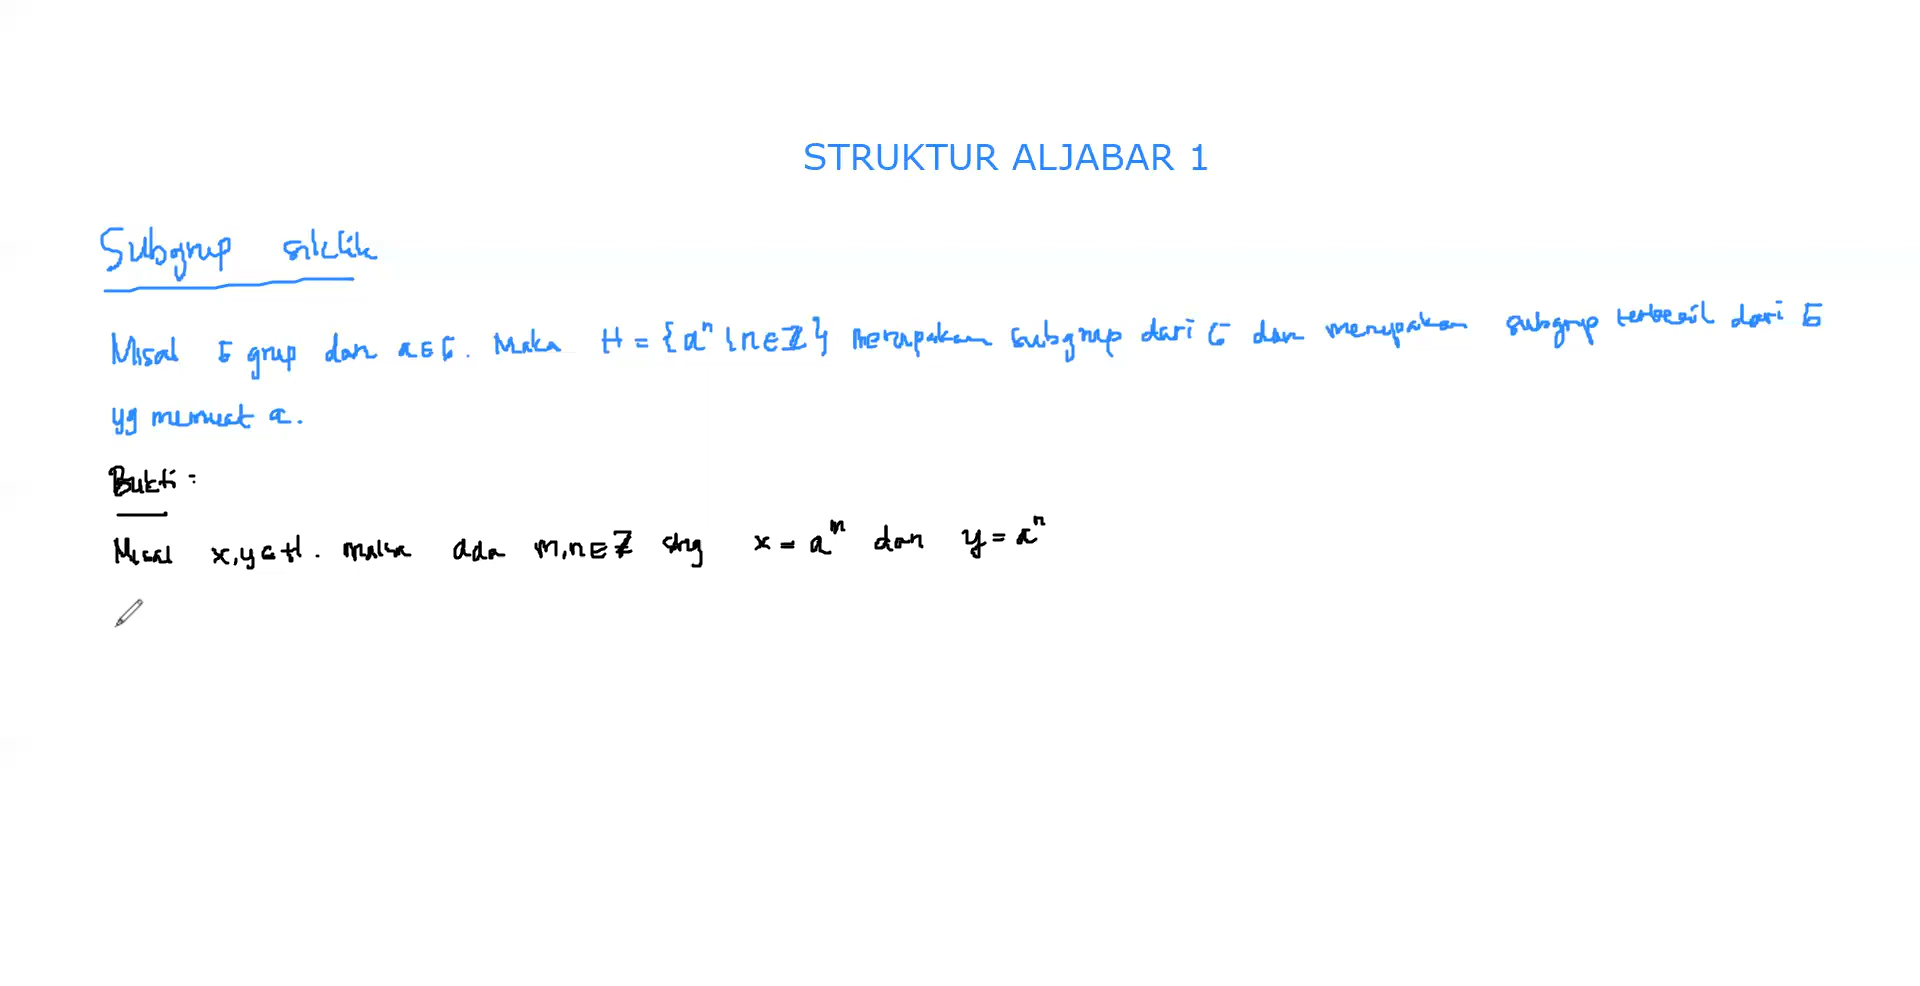 STRUKTUR ALJABAR 1
Subgrup siklik
Misal G grup dan a ∈ G. Maka H = {aⁿ | n ∈ ℤ} merupakan subgrup dari G dan merupakan subgrup terkecil dari G
yg memuat a.
Bukti :
Misal x, y ∈ H. maka ada m, n ∈ ℤ shg x = aᵐ dan y = aⁿ